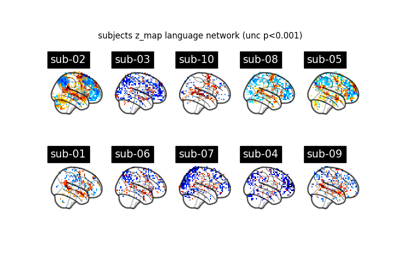 subjects z_map language network (unc p<0.001)
sub-02 sub-03 sub-10 sub-08 sub-05
sub-01 sub-06 sub-07 sub-04 sub-09